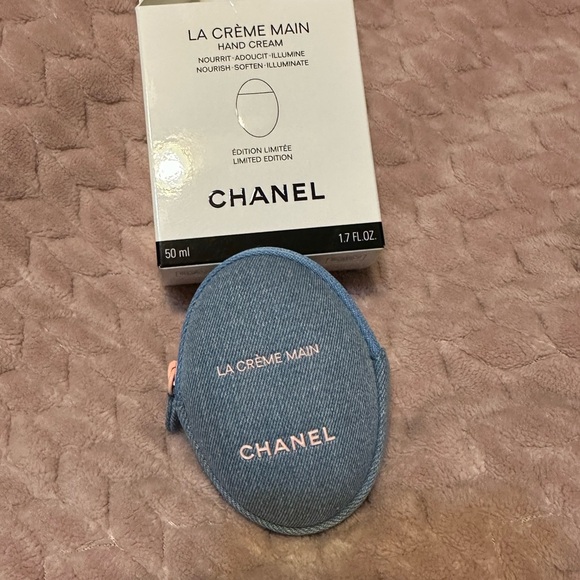 LA CRÈME MAIN
HAND CREAM
NOURRIT-ADOUCIT-ILLUMINE
NOURISH-SOFTEN-ILLUMINATE
ÉDITION LIMITÉE
LIMITED EDITION
CHANEL
50 ml
1.7 FL.OZ.
LA CRÈME MAIN
CHANEL